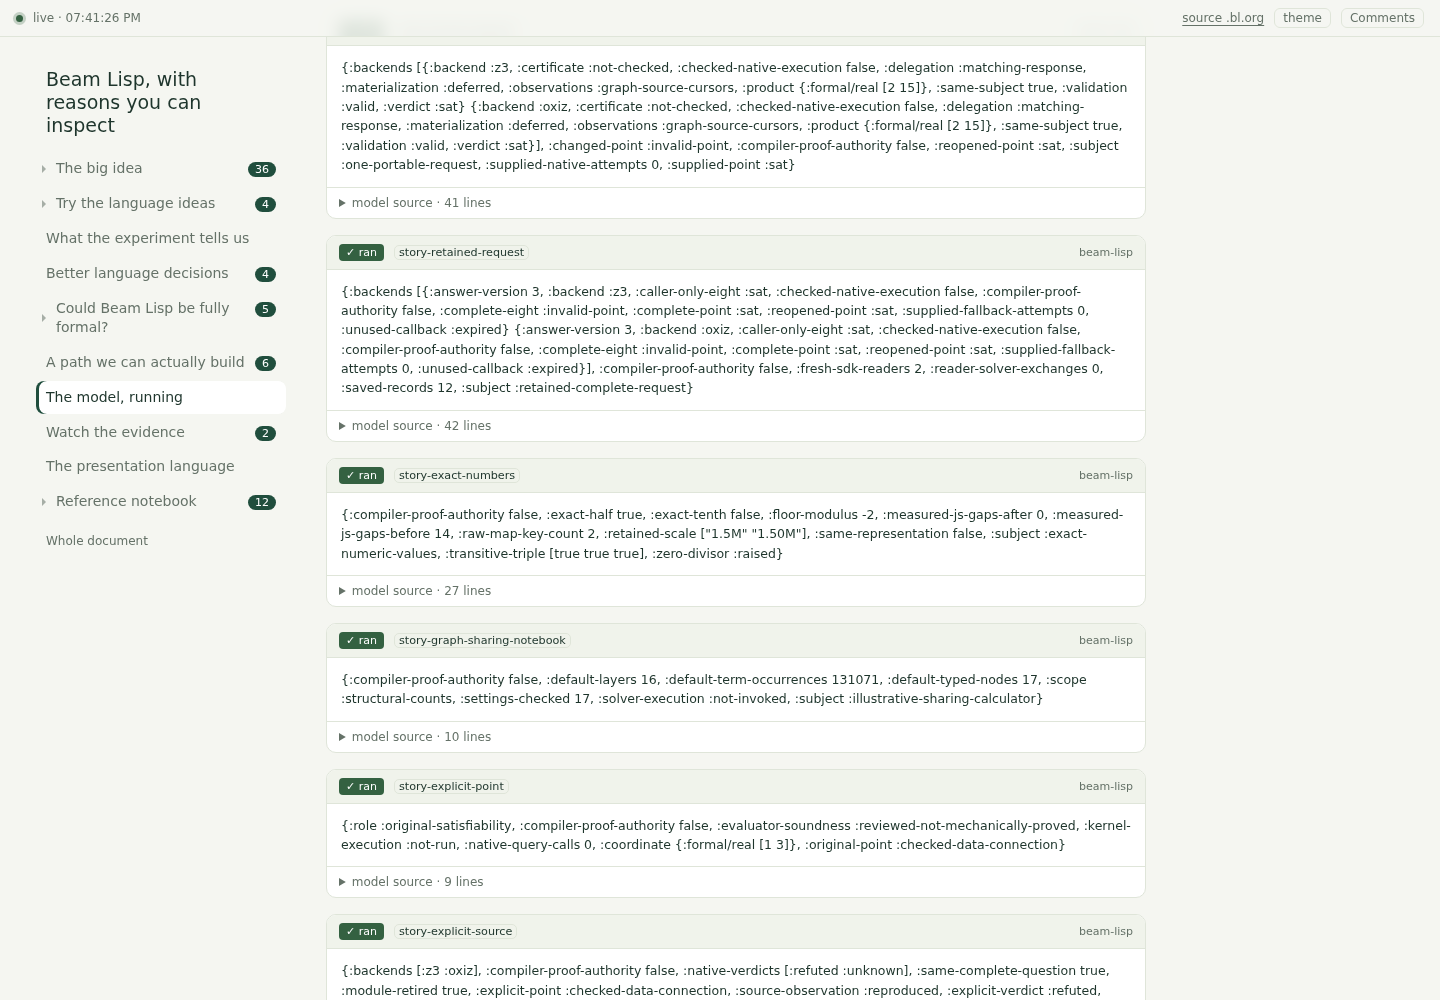 live · 07:41:26 PM
source .bl.org
theme
Comments
Beam Lisp, with
reasons you can
inspect
The big idea
36
Try the language ideas
4
What the experiment tells us
Better language decisions
4
Could Beam Lisp be fully
formal?
5
A path we can actually build
6
The model, running
Watch the evidence
2
The presentation language
Reference notebook
12
Whole document
{:backends [{:backend :z3, :certificate :not-checked, :checked-native-execution false, :delegation :matching-response,
:materialization :deferred, :observations :graph-source-cursors, :product {:formal/real [2 15]}, :same-subject true, :validation
:valid, :verdict :sat} {:backend :oxiz, :certificate :not-checked, :checked-native-execution false, :delegation :matching-
response, :materialization :deferred, :observations :graph-source-cursors, :product {:formal/real [2 15]}, :same-subject true,
:validation :valid, :verdict :sat}], :changed-point :invalid-point, :compiler-proof-authority false, :reopened-point :sat, :subject
:one-portable-request, :supplied-native-attempts 0, :supplied-point :sat}
model source · 41 lines
✓ ran
story-retained-request
beam-lisp
{:backends [{:answer-version 3, :backend :z3, :caller-only-eight :sat, :checked-native-execution false, :compiler-proof-
authority false, :complete-eight :invalid-point, :complete-point :sat, :reopened-point :sat, :supplied-fallback-attempts 0,
:unused-callback :expired} {:answer-version 3, :backend :oxiz, :caller-only-eight :sat, :checked-native-execution false,
:compiler-proof-authority false, :complete-eight :invalid-point, :complete-point :sat, :reopened-point :sat, :supplied-fallback-
attempts 0, :unused-callback :expired}], :compiler-proof-authority false, :fresh-sdk-readers 2, :reader-solver-exchanges 0,
:saved-records 12, :subject :retained-complete-request}
model source · 42 lines
✓ ran
story-exact-numbers
beam-lisp
{:compiler-proof-authority false, :exact-half true, :exact-tenth false, :floor-modulus -2, :measured-js-gaps-after 0, :measured-
js-gaps-before 14, :raw-map-key-count 2, :retained-scale ["1.5M" "1.50M"], :same-representation false, :subject :exact-
numeric-values, :transitive-triple [true true true], :zero-divisor :raised}
model source · 27 lines
✓ ran
story-graph-sharing-notebook
beam-lisp
{:compiler-proof-authority false, :default-layers 16, :default-term-occurrences 131071, :default-typed-nodes 17, :scope
:structural-counts, :settings-checked 17, :solver-execution :not-invoked, :subject :illustrative-sharing-calculator}
model source · 10 lines
✓ ran
story-explicit-point
beam-lisp
{:role :original-satisfiability, :compiler-proof-authority false, :evaluator-soundness :reviewed-not-mechanically-proved, :kernel-
execution :not-run, :native-query-calls 0, :coordinate {:formal/real [1 3]}, :original-point :checked-data-connection}
model source · 9 lines
✓ ran
story-explicit-source
beam-lisp
{:backends [:z3 :oxiz], :compiler-proof-authority false, :native-verdicts [:refuted :unknown], :same-complete-question true,
:module-retired true, :explicit-point :checked-data-connection, :source-observation :reproduced, :explicit-verdict :refuted,